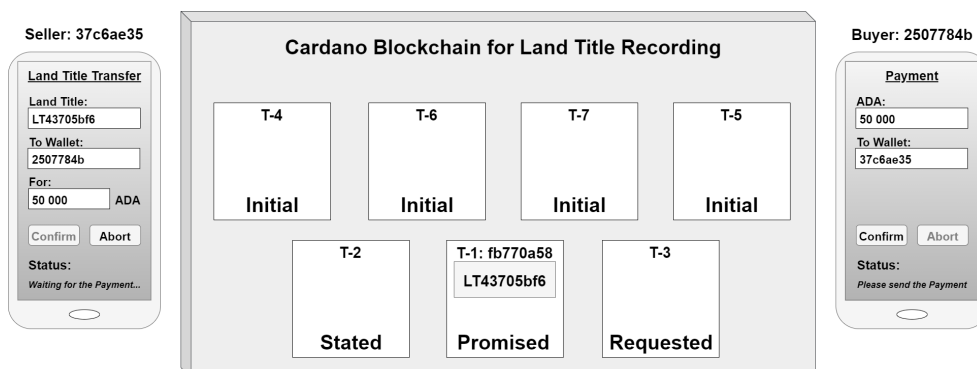 Seller: 37c6ae35
Land Title Transfer
Land Title:
LT43705bf6
To Wallet:
2507784b
For:
50 000 ADA
Confirm Abort
Status:
Waiting for the Payment...
Cardano Blockchain for Land Title Recording
T-4 T-6 T-7 T-5
Initial Initial Initial Initial
T-2 T-1: fb770a58 T-3
LT43705bf6
Stated Promised Requested
Buyer: 2507784b
Payment
ADA:
50 000
To Wallet:
37c6ae35
Confirm Abort
Status:
Please send the Payment